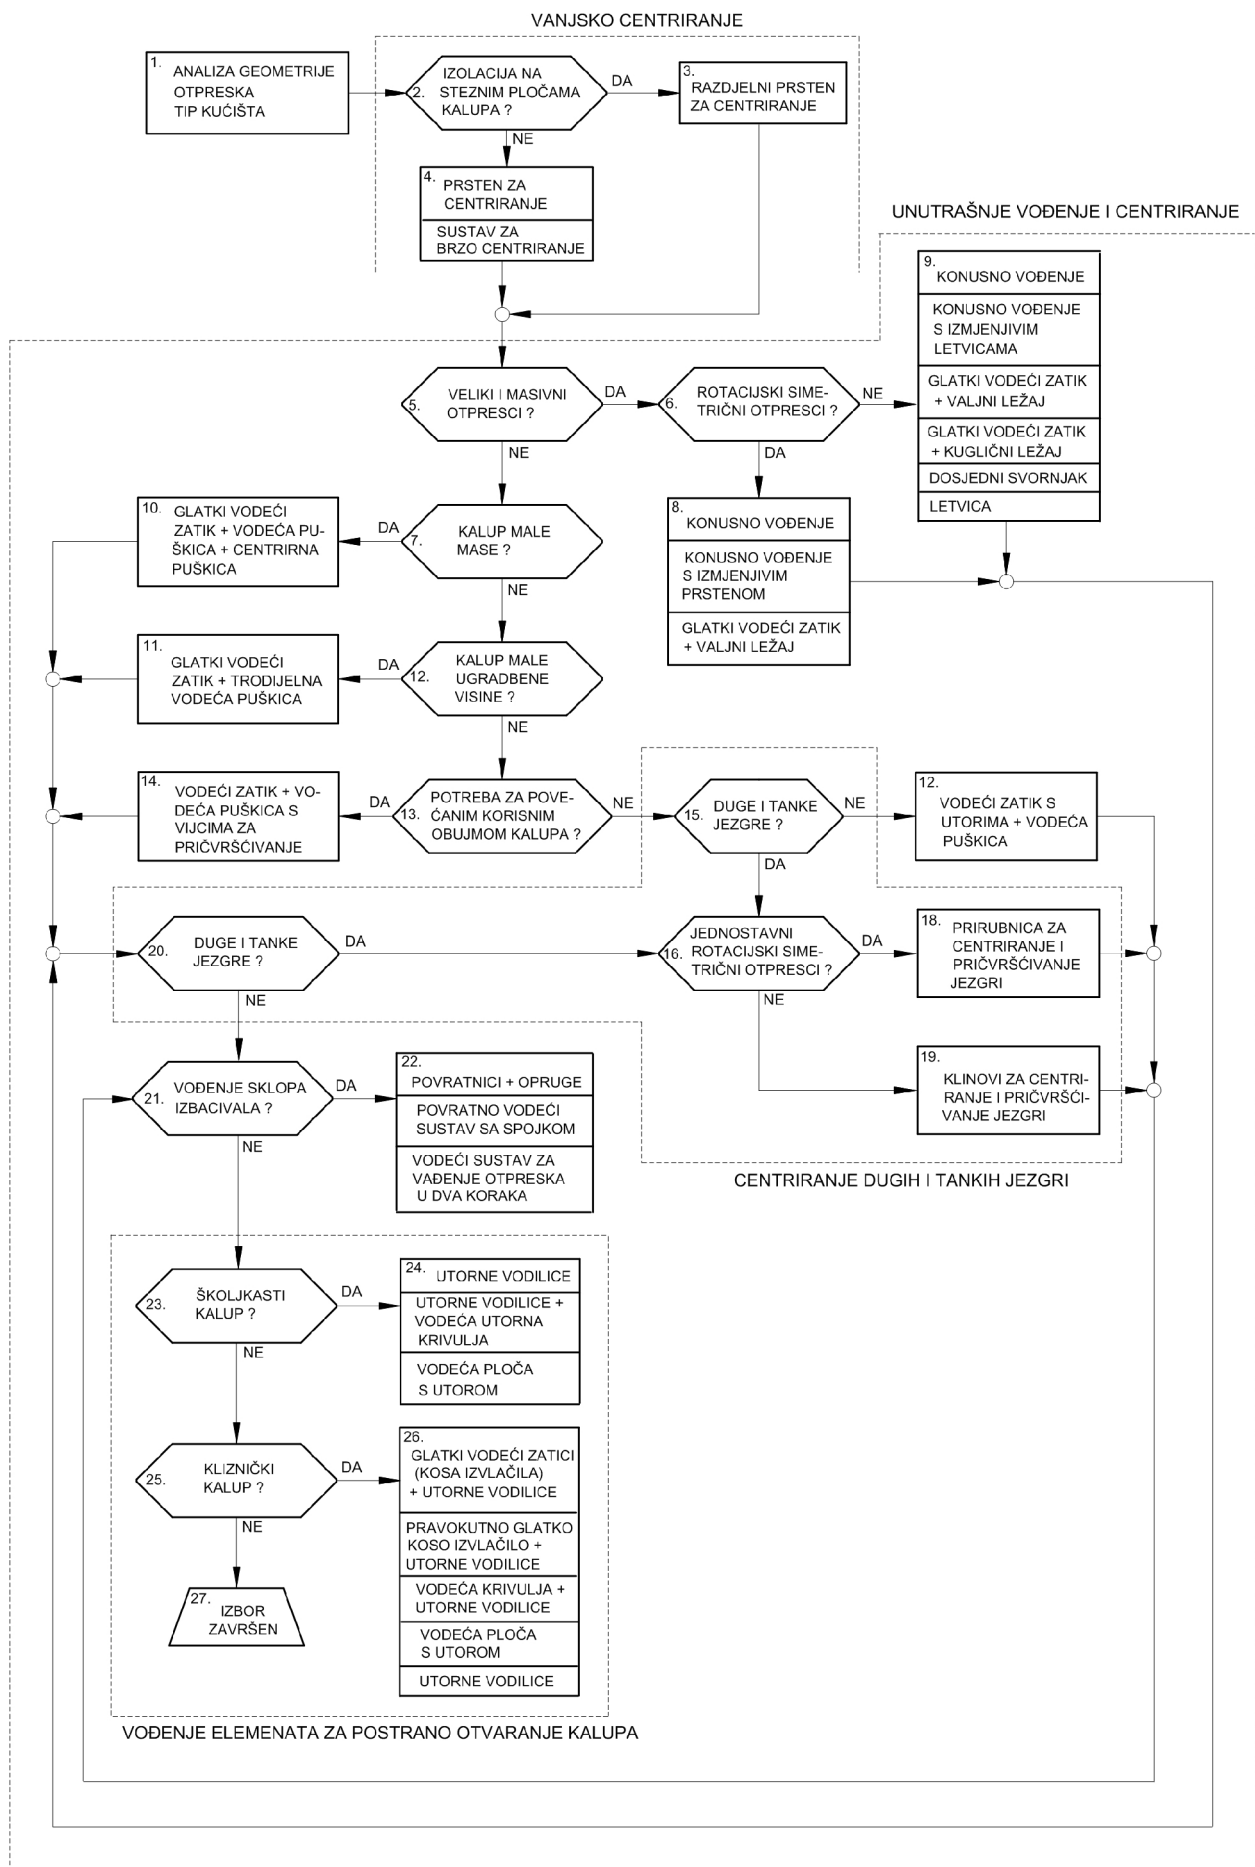 VANJSKO CENTRIRANJE
1.
ANALIZA GEOMETRIJE
OTPRESKA
TIP KUĆIŠTA
2.
IZOLACIJA NA
STEZNIM PLOČAMA
KALUPA ?
DA
NE
3.
RAZDJELNI PRSTEN
ZA CENTRIRANJE
4.
PRSTEN ZA
CENTRIRANJE
SUSTAV ZA
BRZO CENTRIRANJE
UNUTRAŠNJE VOĐENJE I CENTRIRANJE
5.
VELIKI I MASIVNI
OTPRESCI ?
DA
NE
6.
ROTACIJSKI SIME-
TRIČNI OTPRESCI ?
NE
DA
9.
KONUSNO VOĐENJE
KONUSNO VOĐENJE
S IZMJENJIVIM
LETVICAMA
GLATKI VODEĆI ZATIK
+ VALJNI LEŽAJ
GLATKI VODEĆI ZATIK
+ KUGLIČNI LEŽAJ
DOSJEDNI SVORNJAK
LETVICA
10.
GLATKI VODEĆI
ZATIK + VODEĆA PU-
ŠKICA + CENTRIRNA
PUŠKICA
DA
7.
KALUP MALE
MASE ?
NE
8.
KONUSNO VOĐENJE
KONUSNO VOĐENJE
S IZMJENJIVIM
PRSTENOM
GLATKI VODEĆI ZATIK
+ VALJNI LEŽAJ
11.
GLATKI VODEĆI
ZATIK + TRODIJELNA
VODEĆA PUŠKICA
DA
12.
KALUP MALE
UGRADBENE
VISINE ?
NE
14.
VODEĆI ZATIK + VO-
DEĆA PUŠKICA S
VIJCIMA ZA
PRIČVRŠĆIVANJE
DA
13.
POTREBA ZA POVE-
ĆANIM KORISNIM
OBUJMOM KALUPA ?
NE
15.
DUGE I TANKE
JEZGRE ?
NE
DA
12.
VODEĆI ZATIK S
UTORIMA + VODEĆA
PUŠKICA
20.
DUGE I TANKE
JEZGRE ?
DA
NE
16.
JEDNOSTAVNI
ROTACIJSKI SIME-
TRIČNI OTPRESCI ?
DA
NE
18.
PRIRUBNICA ZA
CENTRIRANJE I
PRIČVRŠĆIVANJE
JEZGRI
19.
KLINOVI ZA CENTRI-
RANJE I PRIČVRŠĆI-
VANJE JEZGRI
CENTRIRANJE DUGIH I TANKIH JEZGRI
21.
VOĐENJE SKLOPA
IZBACIVALA ?
DA
NE
22.
POVRATNICI + OPRUGE
POVRATNO VODEĆI
SUSTAV SA SPOJKOM
VODEĆI SUSTAV ZA
VAĐENJE OTPRESKA
U DVA KORAKA
23.
ŠKOLJKASTI
KALUP ?
DA
NE
24.
UTORNE VODILICE
UTORNE VODILICE +
VODEĆA UTORNA
KRIVULJA
VODEĆA PLOČA
S UTOROM
25.
KLIZNIČKI
KALUP ?
DA
NE
26.
GLATKI VODEĆI ZATICI
(KOSA IZVLAČILA)
+ UTORNE VODILICE
PRAVOKUTNO GLATKO
KOSO IZVLAČILO +
UTORNE VODILICE
VODEĆA KRIVULJA +
UTORNE VODILICE
VODEĆA PLOČA
S UTOROM
UTORNE VODILICE
27.
IZBOR
ZAVRŠEN
VOĐENJE ELEMENATA ZA POSTRANO OTVARANJE KALUPA